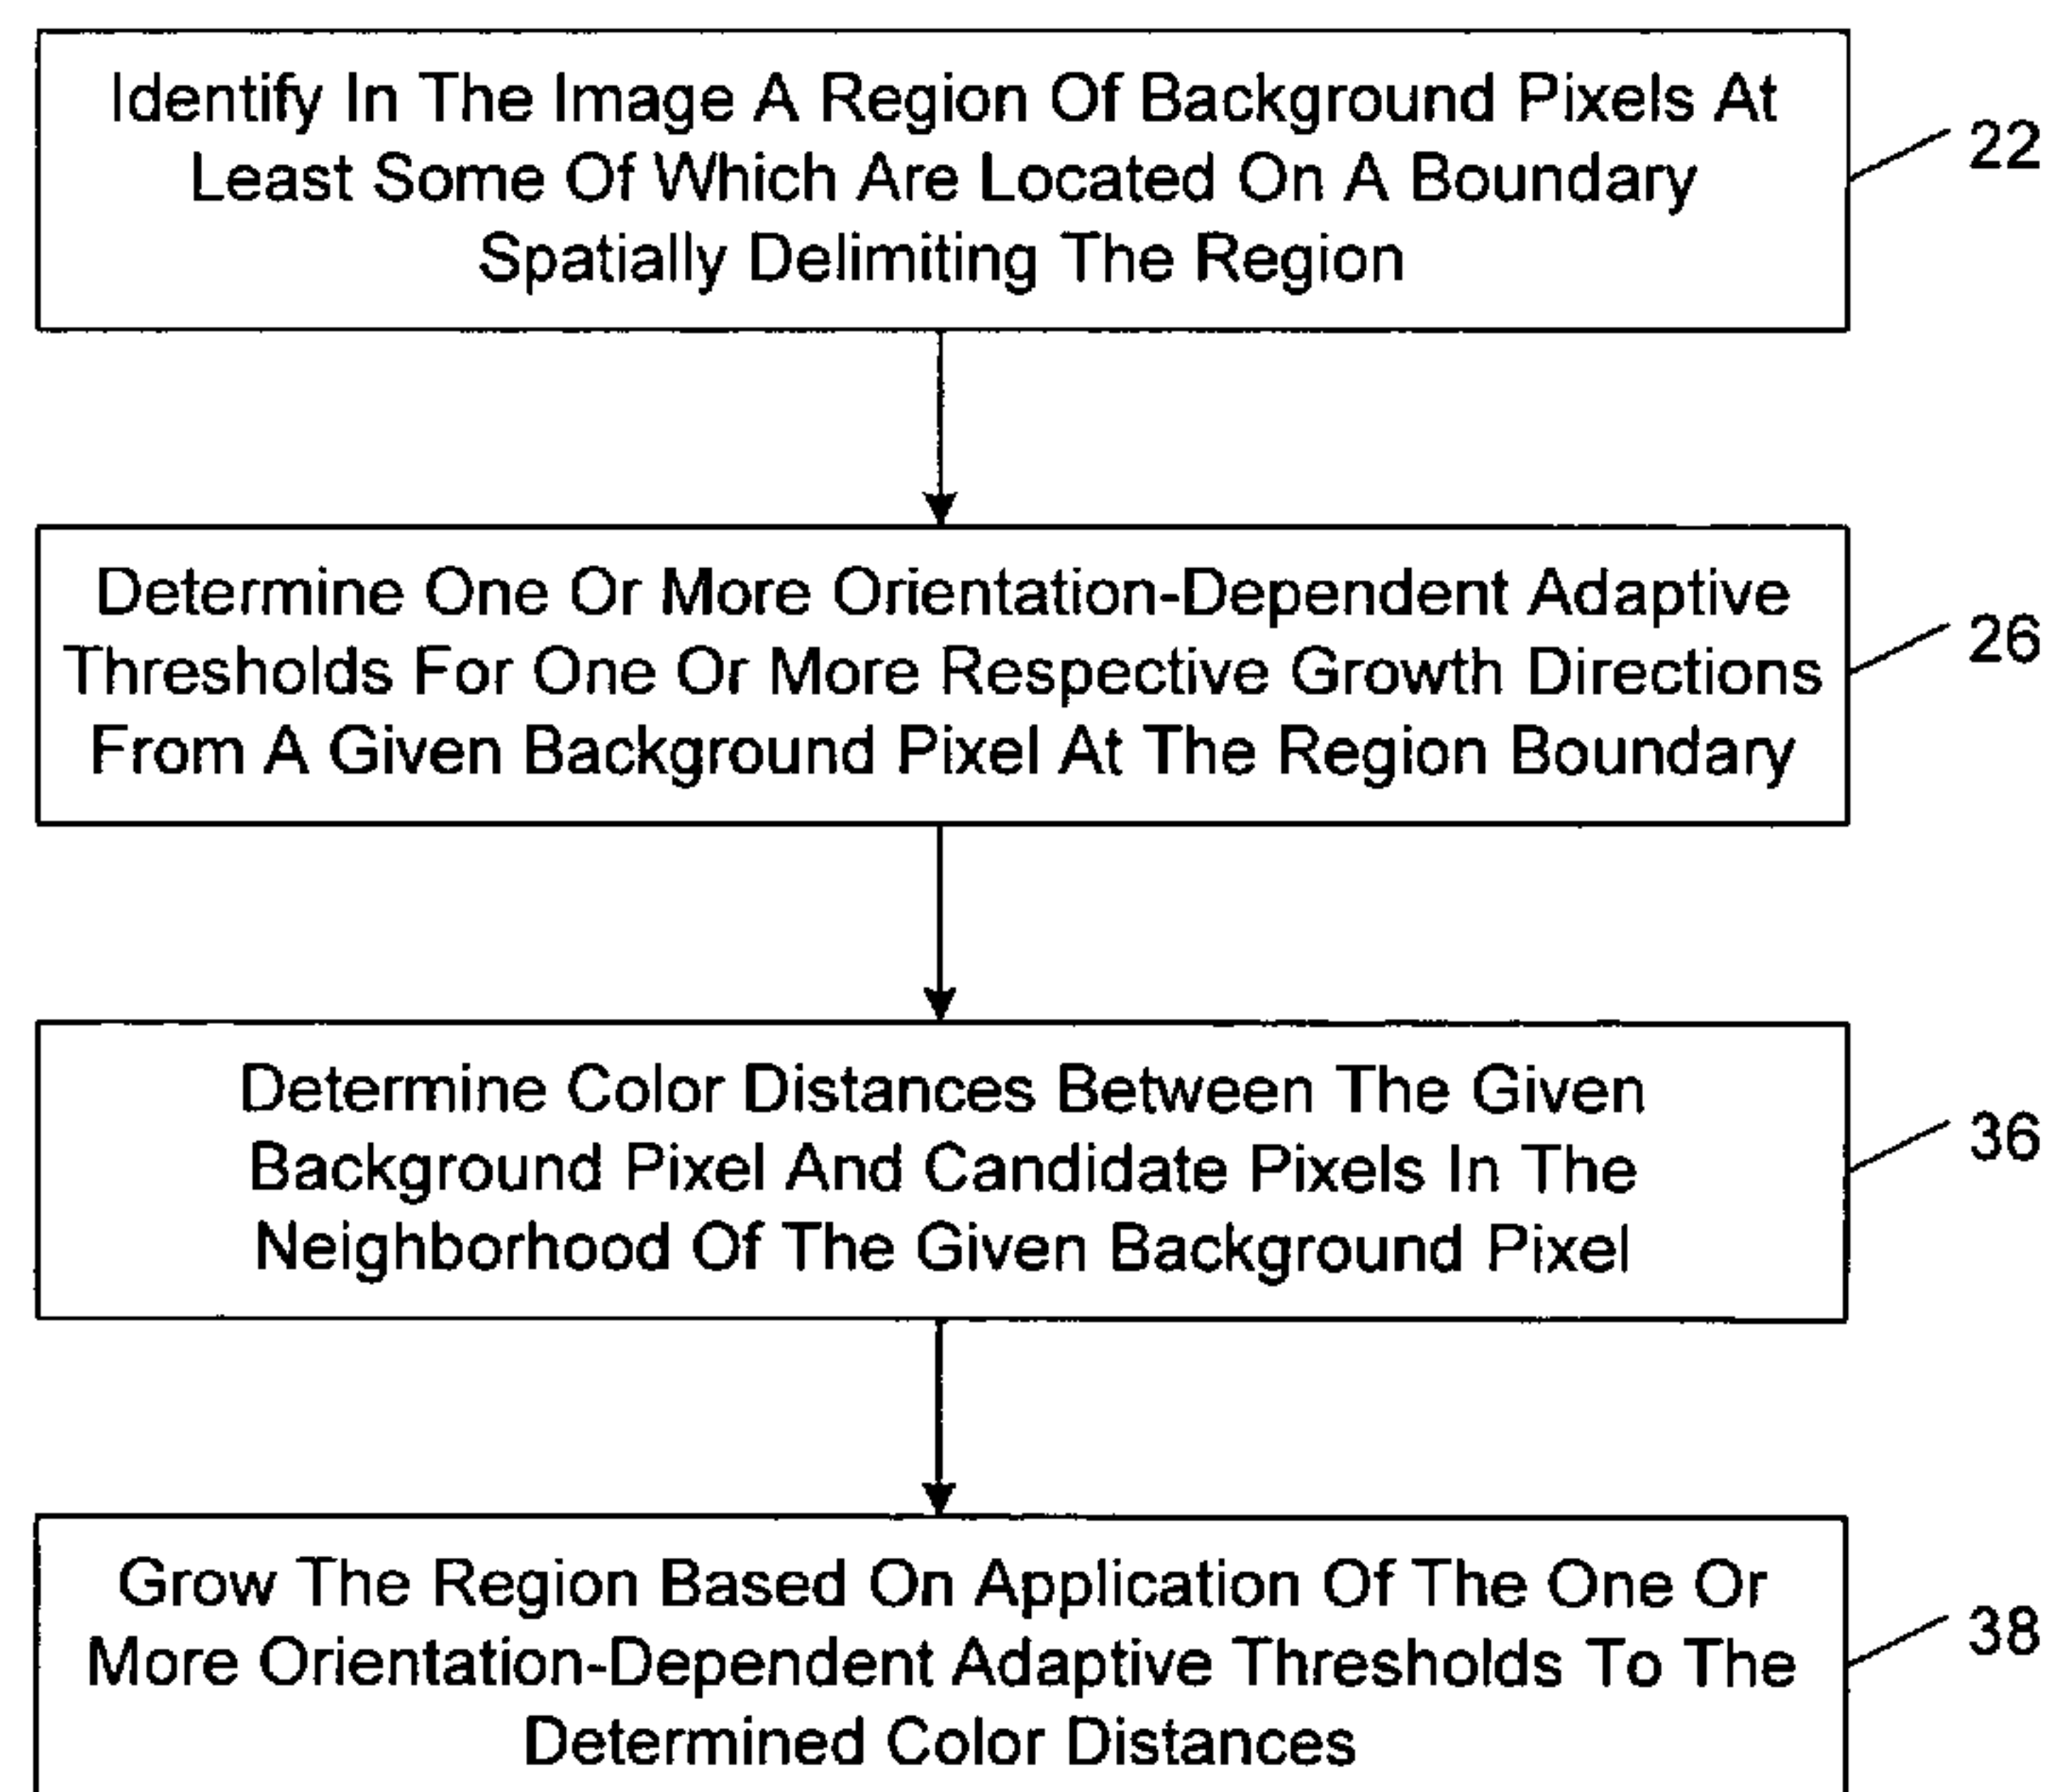 Identify In The Image A Region Of Background Pixels At
Least Some Of Which Are Located On A Boundary
Spatially Delimiting The Region
22
Determine One Or More Orientation-Dependent Adaptive
Thresholds For One Or More Respective Growth Directions
From A Given Background Pixel At The Region Boundary
26
Determine Color Distances Between The Given
Background Pixel And Candidate Pixels In The
Neighborhood Of The Given Background Pixel
36
Grow The Region Based On Application Of The One Or
More Orientation-Dependent Adaptive Thresholds To The
Determined Color Distances
38